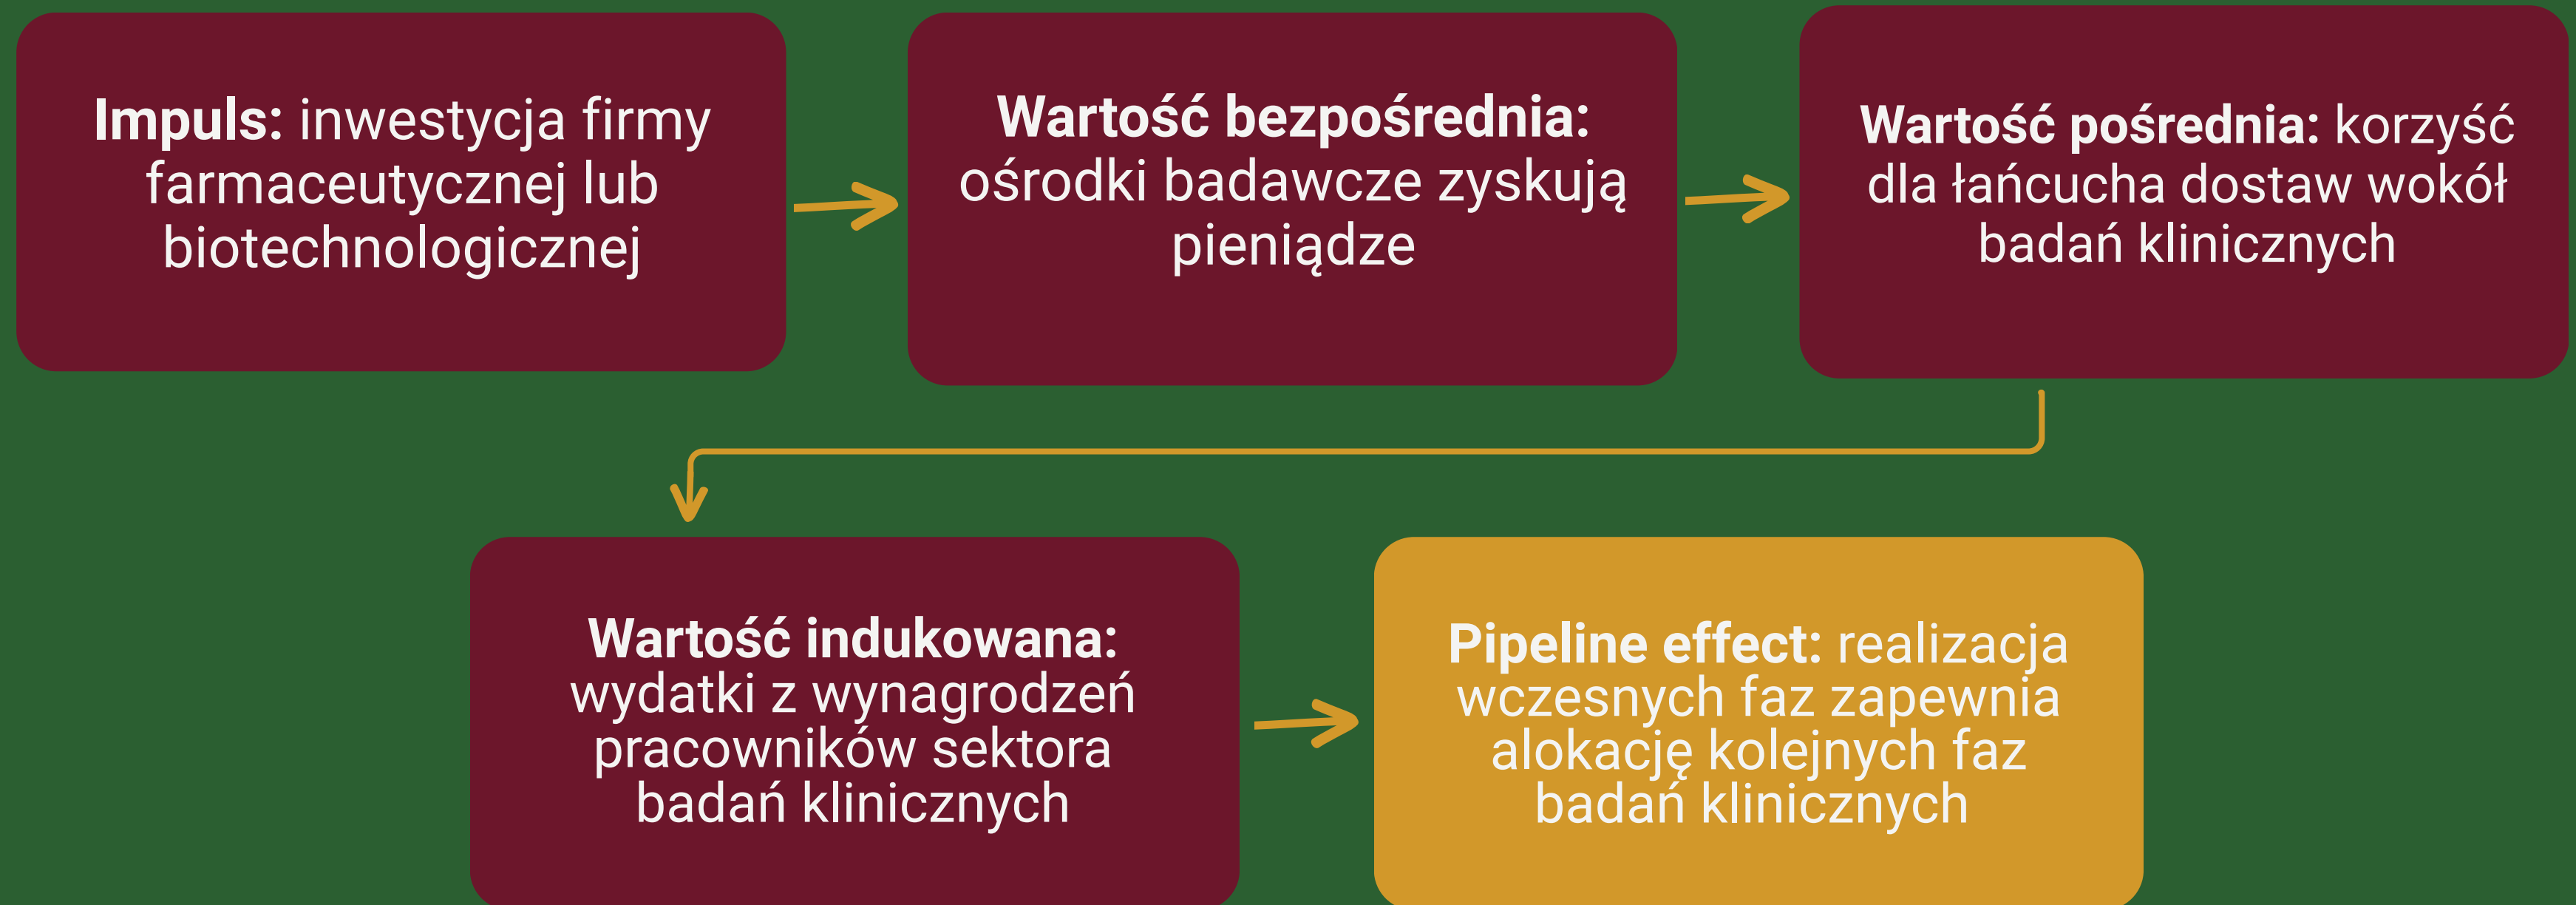 Impuls: inwestycja firmy
farmaceutycznej lub
biotechnologicznej
Wartość bezpośrednia:
ośrodki badawcze zyskują
pieniądze
Wartość pośrednia: korzyść
dla łańcucha dostaw wokół
badań klinicznych
Wartość indukowana:
wydatki z wynagrodzeń
pracowników sektora
badań klinicznych
Pipeline effect: realizacja
wczesnych faz zapewnia
alokację kolejnych faz
badań klinicznych